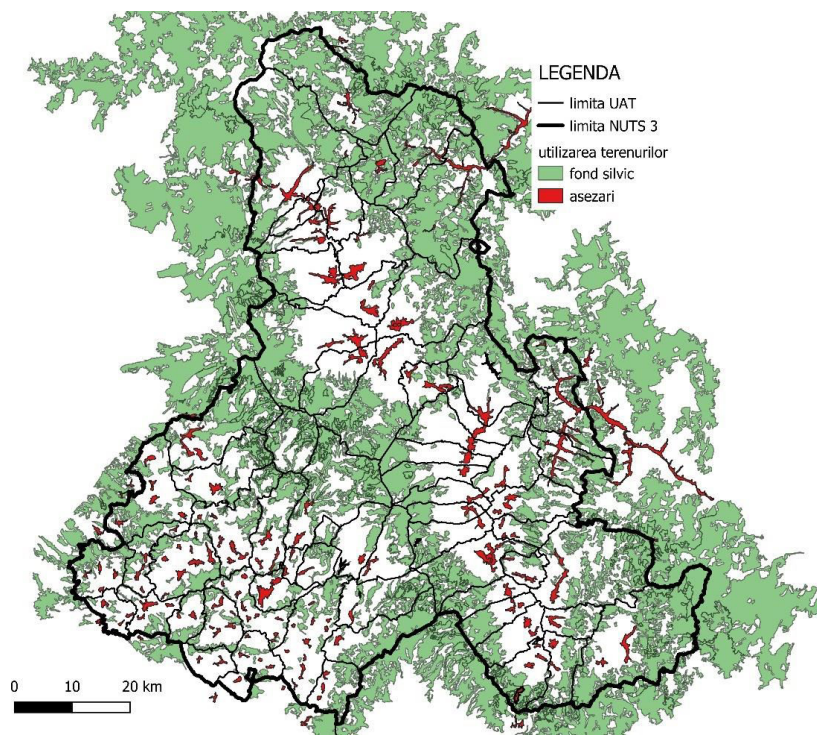 LEGENDA
limita UAT
limita NUTS 3
utilizarea terenurilor
fond silvic
asezari
0 10 20 km